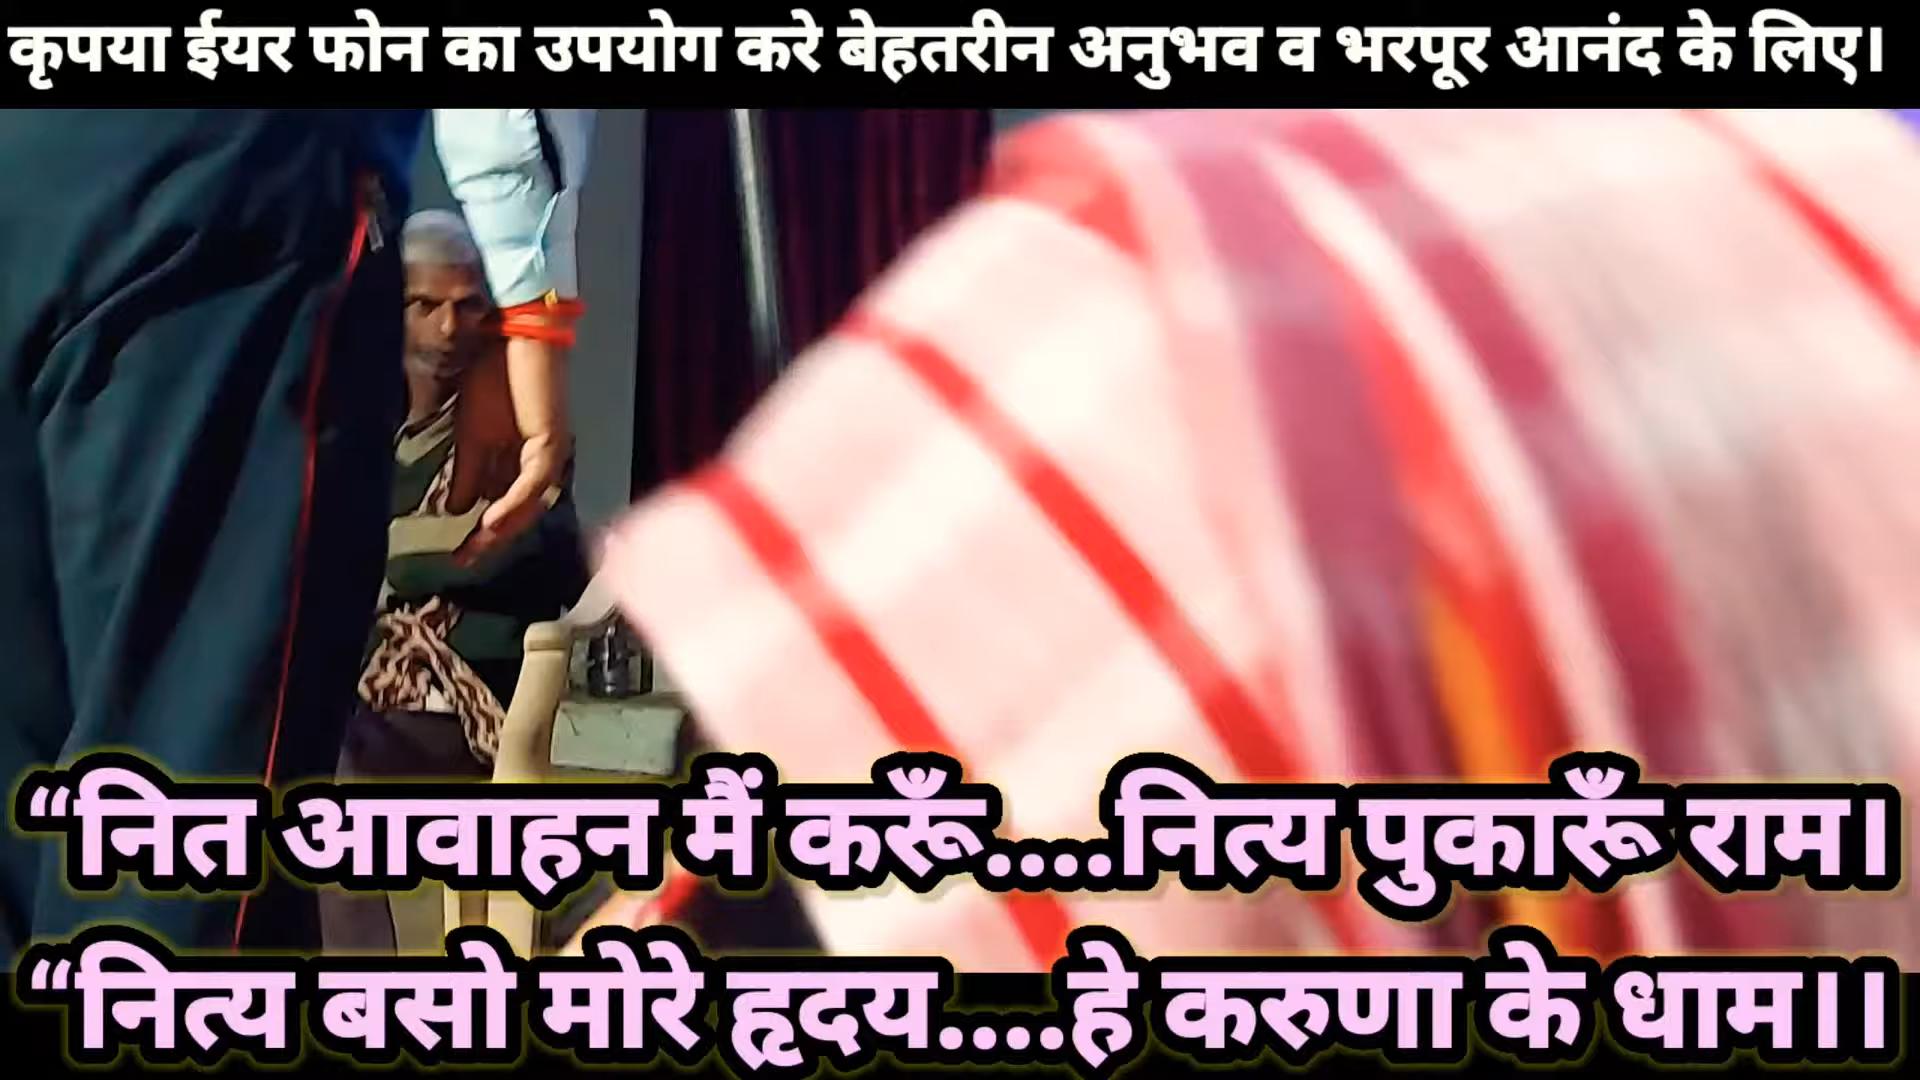 कृपया ईयर फोन का उपयोग करे बेहतरीन अनुभव व भरपूर आनंद के लिए।
“नित आवाहन मैं करूँ....नित्य पुकारूँ राम।
“नित्य बसो मोरे हृदय....हे करुणा के धाम।।